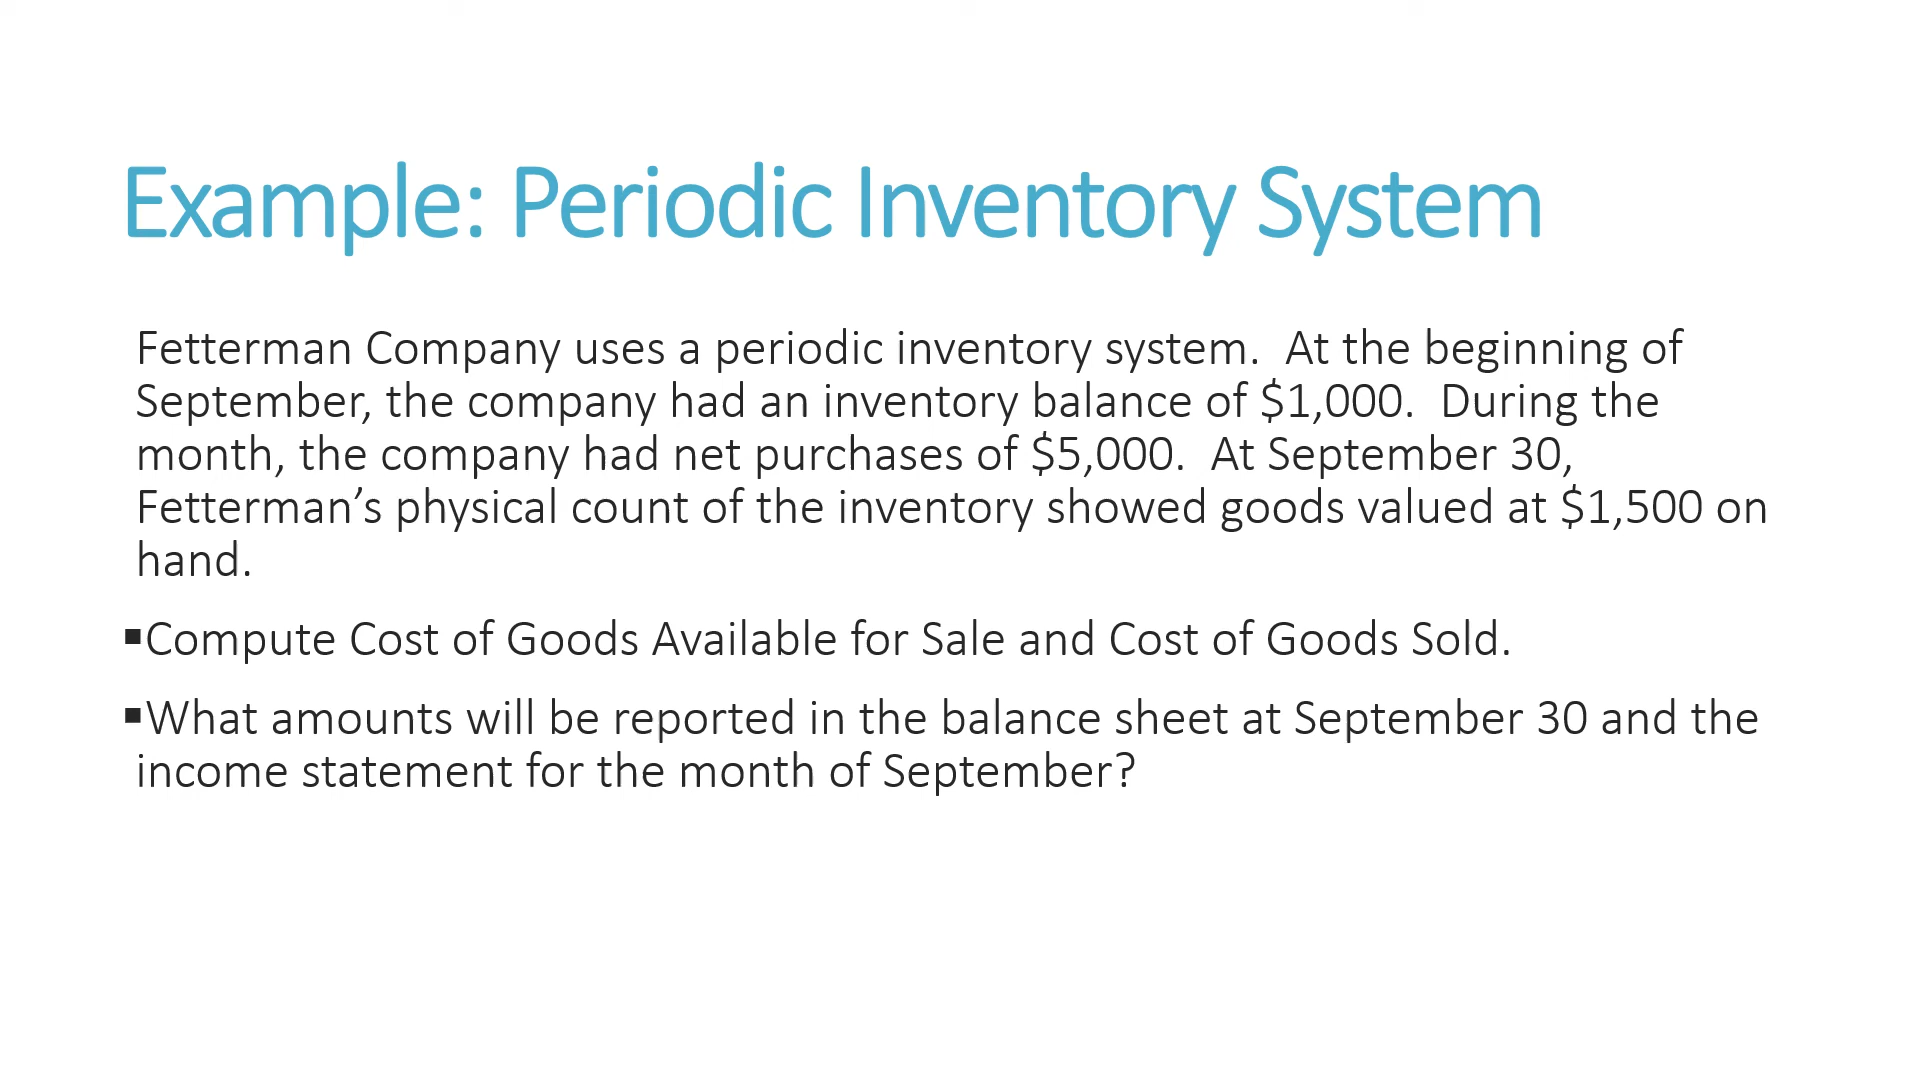 Example: Periodic Inventory System
Fetterman Company uses a periodic inventory system.  At the beginning of
September, the company had an inventory balance of $1,000.  During the
month, the company had net purchases of $5,000.  At September 30,
Fetterman’s physical count of the inventory showed goods valued at $1,500 on
hand.
▪Compute Cost of Goods Available for Sale and Cost of Goods Sold.
▪What amounts will be reported in the balance sheet at September 30 and the
income statement for the month of September?